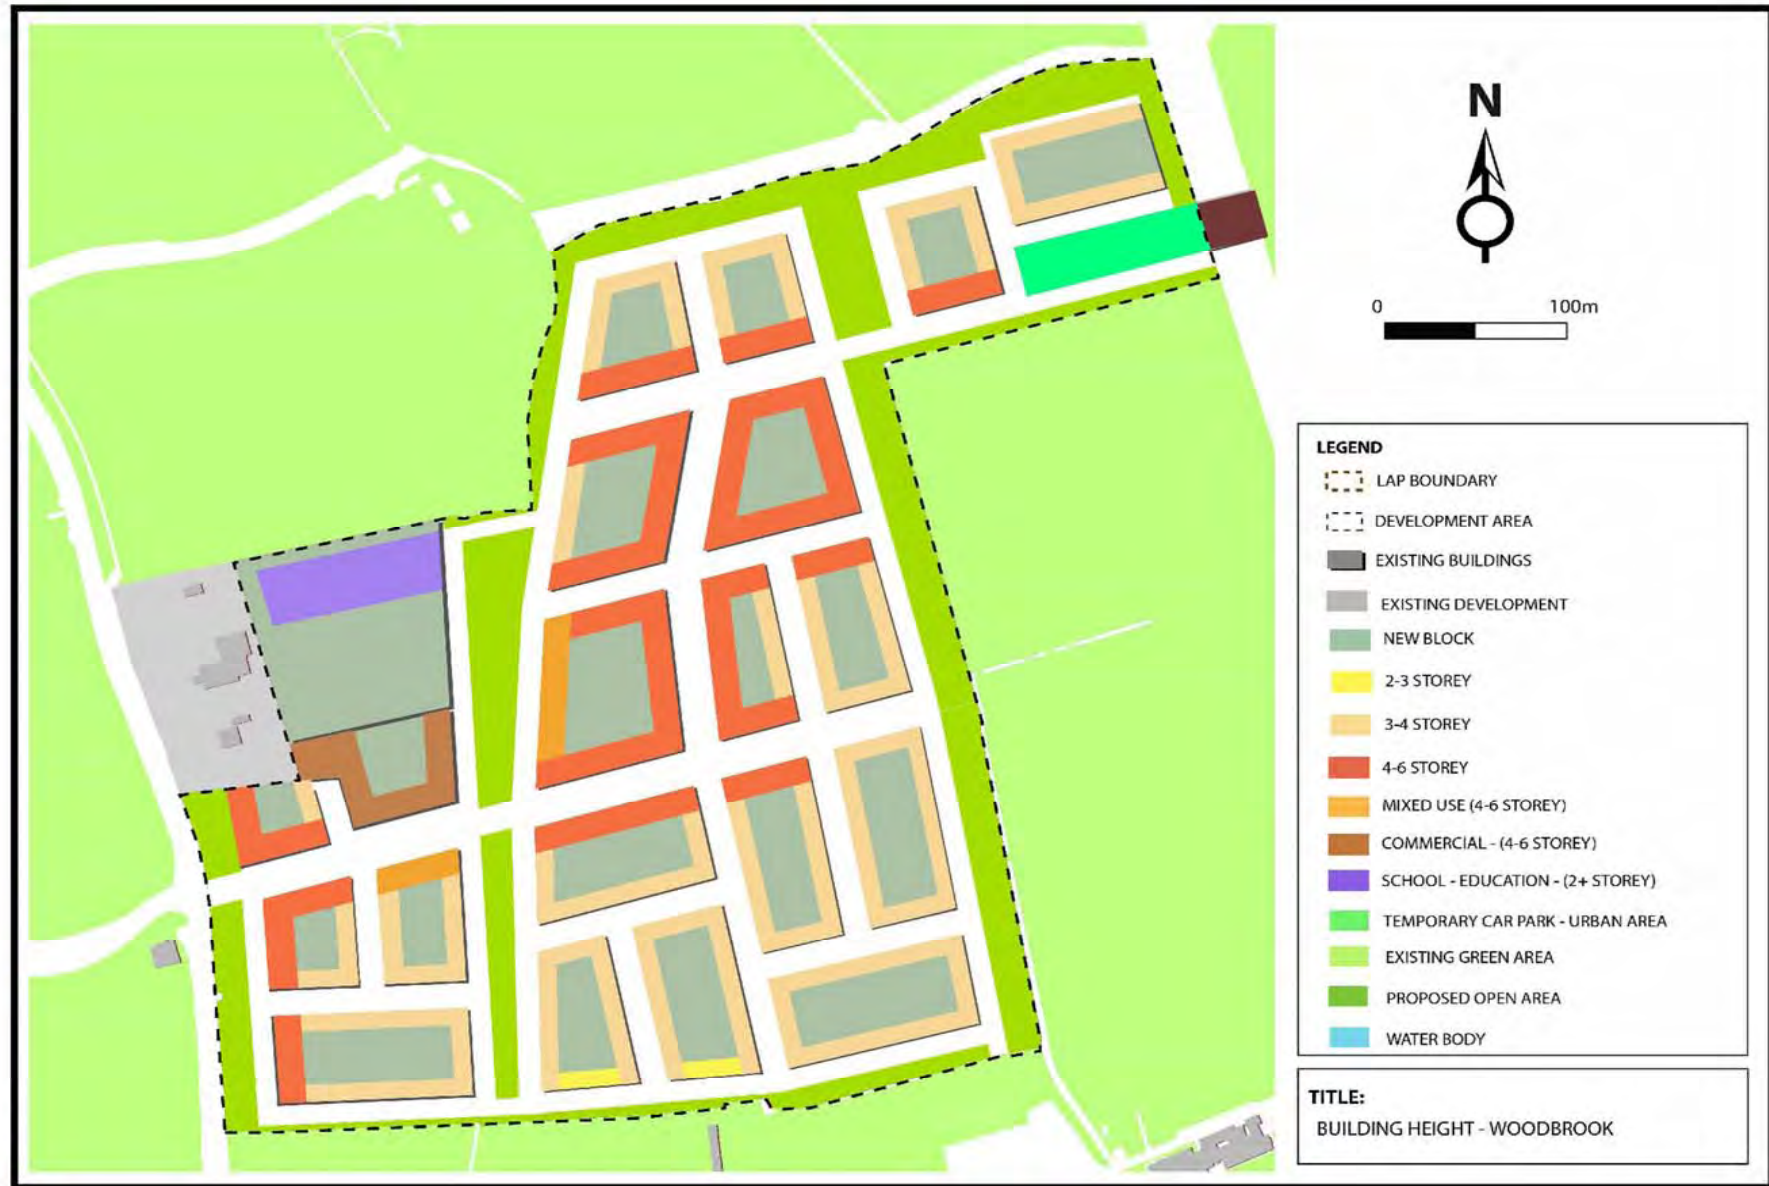 N
0 100m
LEGEND
LAP BOUNDARY
DEVELOPMENT AREA
EXISTING BUILDINGS
EXISTING DEVELOPMENT
NEW BLOCK
2-3 STOREY
3-4 STOREY
4-6 STOREY
MIXED USE (4-6 STOREY)
COMMERCIAL - (4-6 STOREY)
SCHOOL - EDUCATION - (2+ STOREY)
TEMPORARY CAR PARK - URBAN AREA
EXISTING GREEN AREA
PROPOSED OPEN AREA
WATER BODY
TITLE:
BUILDING HEIGHT - WOODBROOK